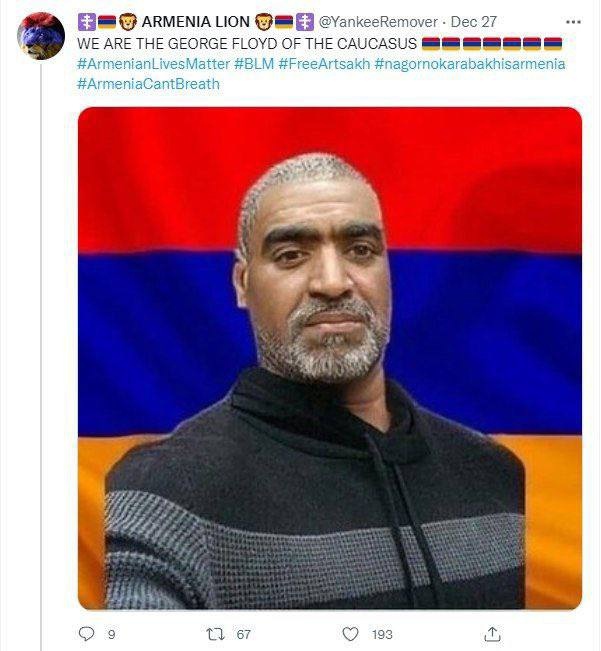 ARMENIA LION @YankeeRemover · Dec 27
WE ARE THE GEORGE FLOYD OF THE CAUCASUS
#ArmenianLivesMatter #BLM #FreeArtsakh #nagornokarabakhisarmenia
#ArmeniaCantBreath
9 67 193